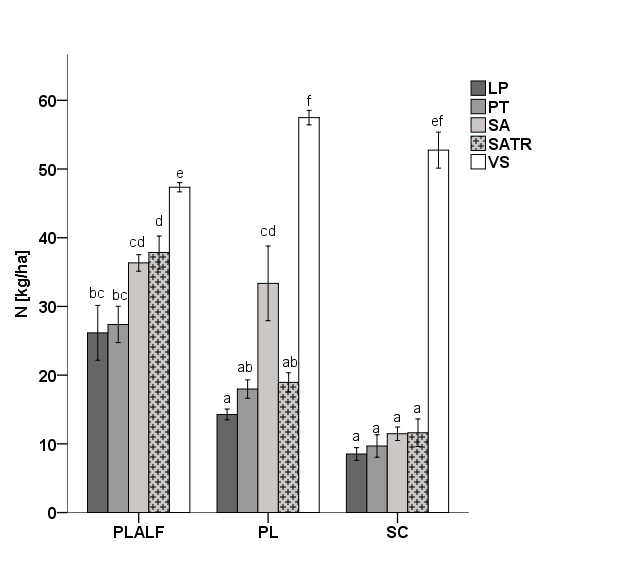 N [kg/ha]
60
50
40
30
20
10
0
bc bc cd d e
a ab cd ab f
a a a a ef
PLALF PL SC
LP
PT
SA
SATR
VS